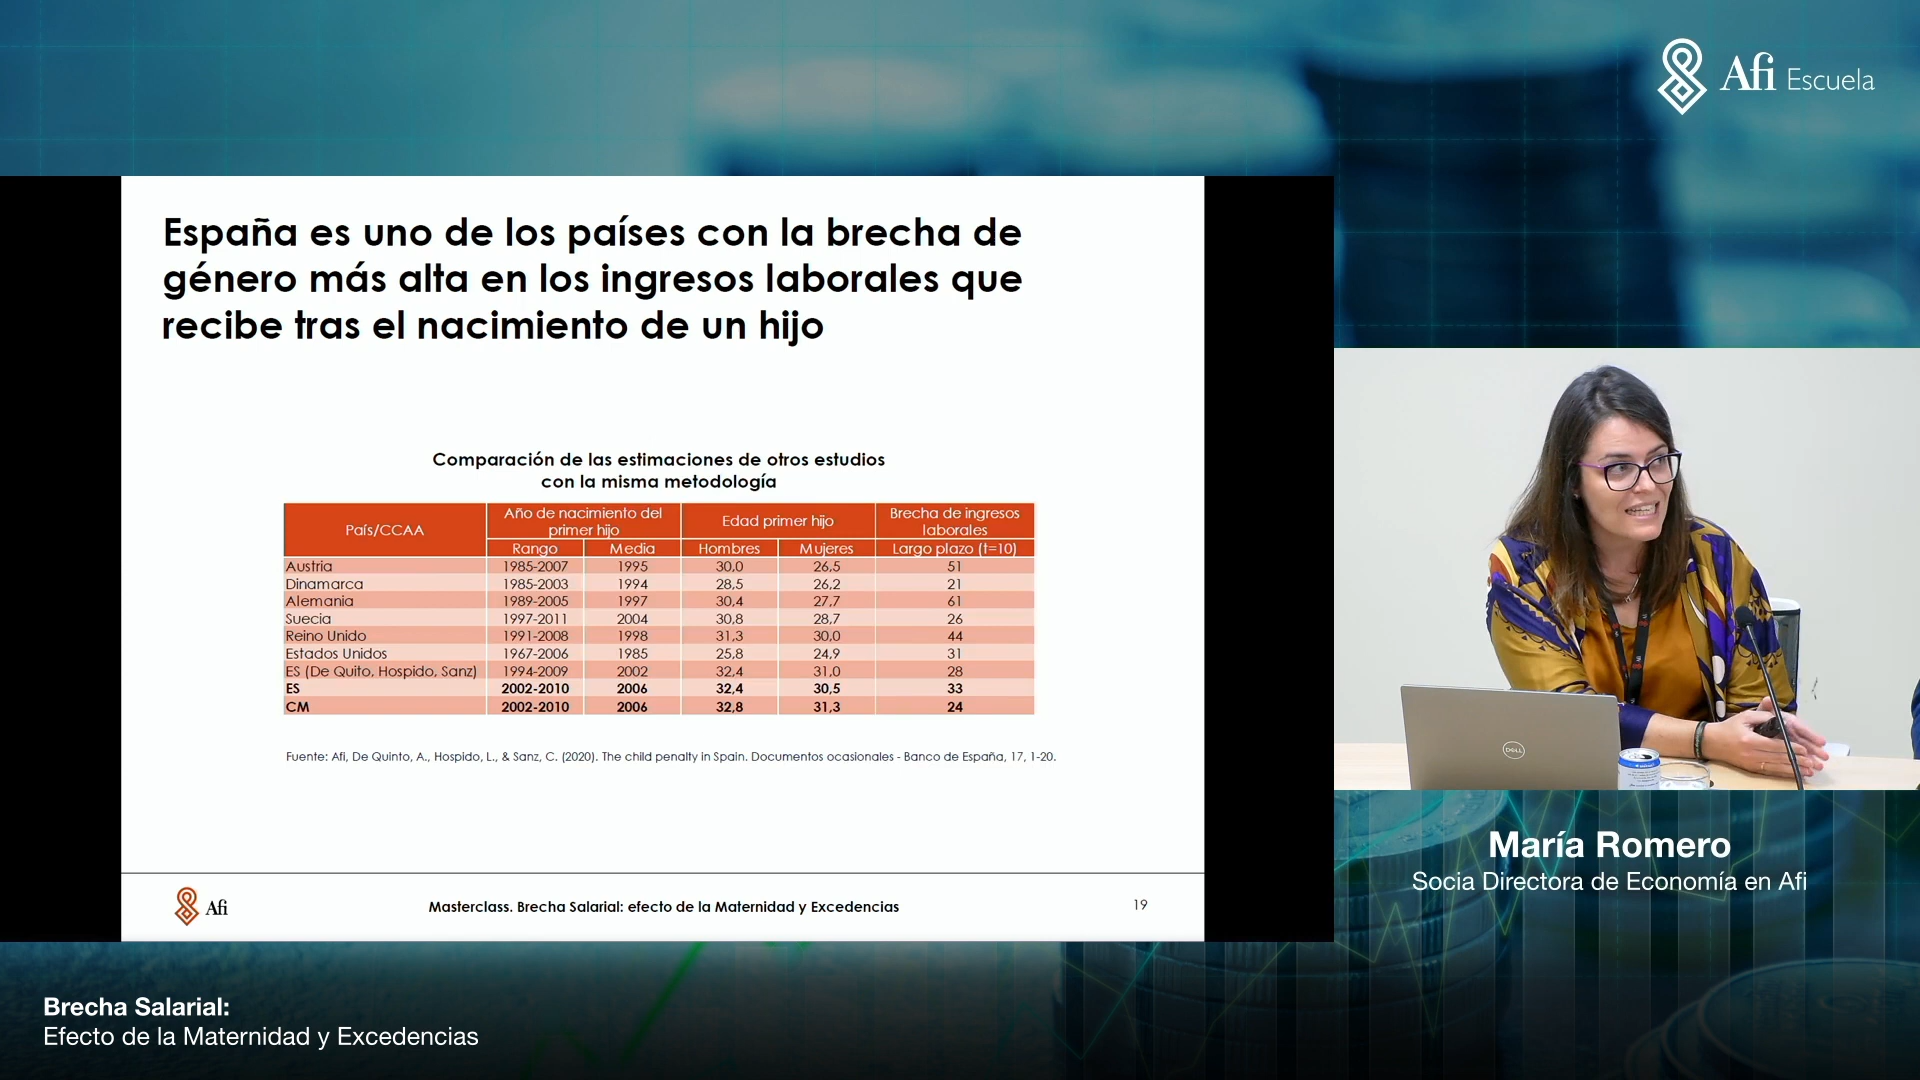 Afi Escuela
España es uno de los países con la brecha de
género más alta en los ingresos laborales que
recibe tras el nacimiento de un hijo
Comparación de las estimaciones de otros estudios
con la misma metodología
País/CCAA Año de nacimiento del primer hijo Edad primer hijo Brecha de ingresos laborales
Rango Media Hombres Mujeres Largo plazo (t=10)
Austria 1985-2007 1995 30,0 26,5 51
Dinamarca 1985-2003 1994 28,5 26,2 21
Alemania 1989-2005 1997 30,4 27,7 61
Suecia 1997-2011 2004 30,8 28,7 26
Reino Unido 1991-2008 1998 31,3 30,0 44
Estados Unidos 1967-2006 1985 25,8 24,9 31
ES (De Quito, Hospido, Sanz) 1994-2009 2002 32,4 31,0 28
ES 2002-2010 2006 32,4 30,5 33
CM 2002-2010 2006 32,8 31,3 24
Fuente: Afi, De Quinto, A., Hospido, L., & Sanz, C. (2020). The child penalty in Spain. Documentos ocasionales - Banco de España, 17, 1-20.
Afi
Masterclass. Brecha Salarial: efecto de la Maternidad y Excedencias
19
DELL
María Romero
Socia Directora de Economía en Afi
Brecha Salarial:
Efecto de la Maternidad y Excedencias